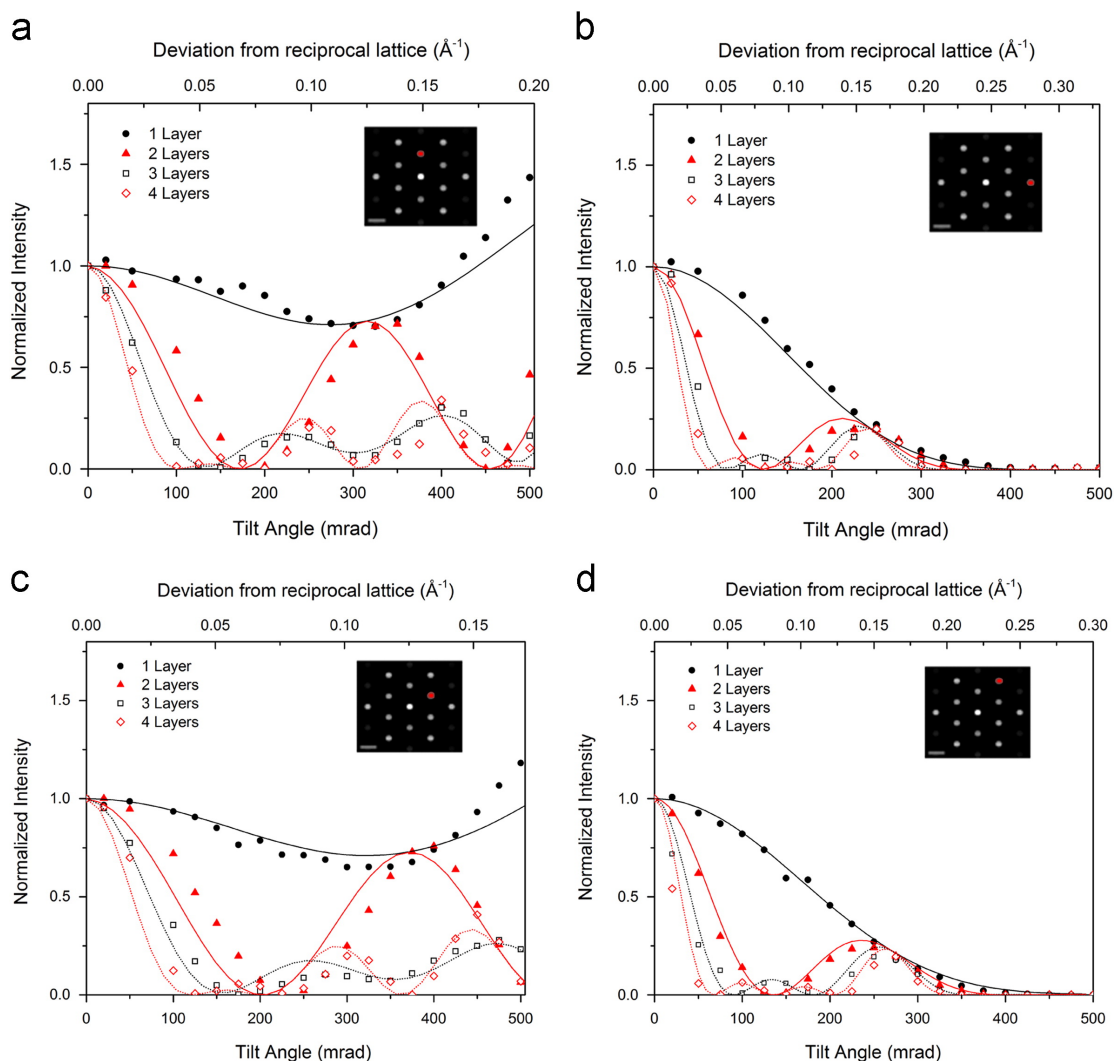 a
Deviation from reciprocal lattice (Å⁻¹)
0.00 0.05 0.10 0.15 0.20
1 Layer
2 Layers
3 Layers
4 Layers
Normalized Intensity
1.5
1.0
0.5
0.0
0 100 200 300 400 500
Tilt Angle (mrad)
b
Deviation from reciprocal lattice (Å⁻¹)
0.00 0.05 0.10 0.15 0.20 0.25 0.30
1 Layer
2 Layers
3 Layers
4 Layers
Normalized Intensity
1.5
1.0
0.5
0.0
0 100 200 300 400 500
Tilt Angle (mrad)
c
Deviation from reciprocal lattice (Å⁻¹)
0.00 0.05 0.10 0.15
1 Layer
2 Layers
3 Layers
4 Layers
Normalized Intensity
1.5
1.0
0.5
0.0
0 100 200 300 400 500
Tilt Angle (mrad)
d
Deviation from reciprocal lattice (Å⁻¹)
0.00 0.05 0.10 0.15 0.20 0.25 0.30
1 Layer
2 Layers
3 Layers
4 Layers
Normalized Intensity
1.5
1.0
0.5
0.0
0 100 200 300 400 500
Tilt Angle (mrad)